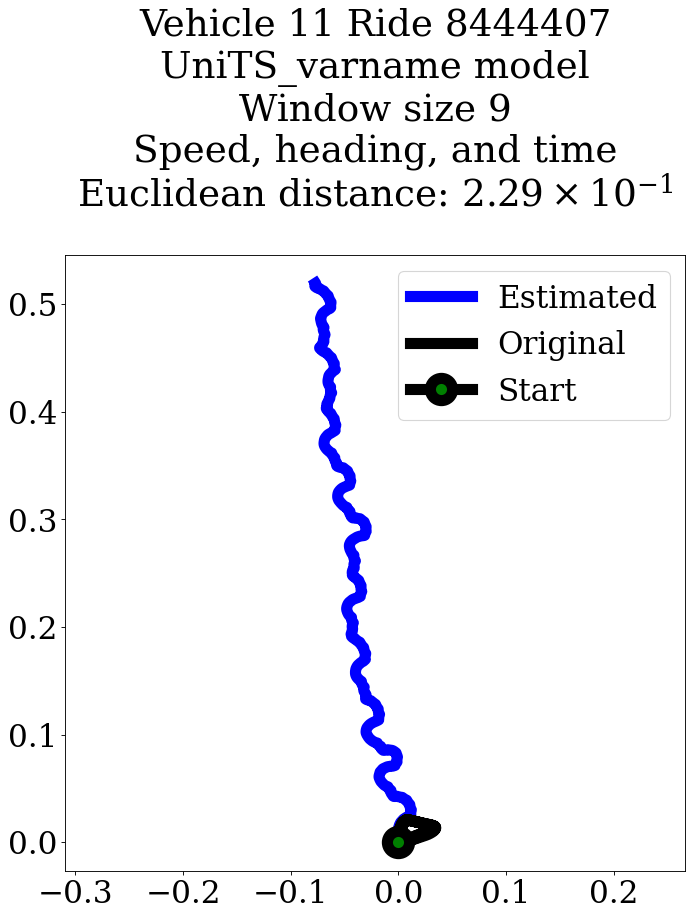 Vehicle 11 Ride 8444407
UniTS_varname model
Window size 9
Speed, heading, and time
Euclidean distance: 2.29 × 10⁻¹
Estimated
Original
Start
0.5
0.4
0.3
0.2
0.1
0.0
−0.3 −0.2 −0.1 0.0 0.1 0.2